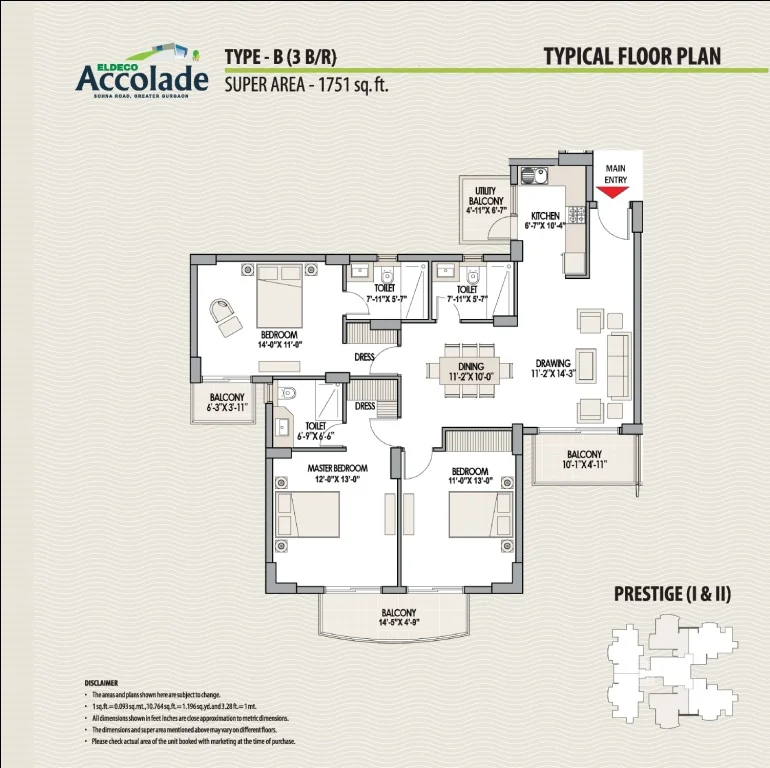 ELDECO
Accolade
SOHNA ROAD, GREATER GURGAON
TYPE - B (3 B/R)
SUPER AREA - 1751 sq. ft.
TYPICAL FLOOR PLAN
MAIN
ENTRY
UTILITY
BALCONY
4'-11"X 6'-7"
KITCHEN
6'-7"X 10'-4"
TOILET
7'-11"X 5'-7"
TOILET
7'-11"X 5'-7"
BEDROOM
14'-0"X 11'-0"
DRESS
DINING
11'-2"X 10'-0"
DRAWING
11'-2"X 14'-3"
BALCONY
6'-3"X 3'-11"
DRESS
TOILET
6'-9"X 6'-6"
MASTER BEDROOM
12'-0"X 13'-0"
BEDROOM
11'-0"X 13'-0"
BALCONY
10'-1"X 4'-11"
BALCONY
14'-5"X 4'-9"
PRESTIGE (I & II)
DISCLAIMER
• The areas and plans shown here are subject to change.
• 1 sq.ft. = 0.093 sq.mt., 10.764 sq.ft. = 1.196 sq.yd. and 3.28 ft. = 1 mt.
• All dimensions shown in feet inches are close approximation to metric dimensions.
• The dimensions and super area mentioned above may vary on different floors.
• Please check actual area of the unit booked with marketing at the time of purchase.